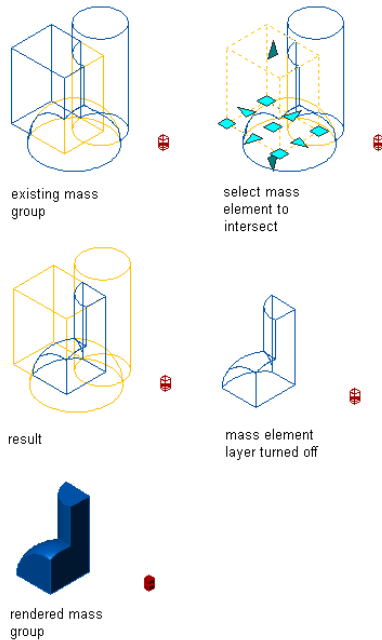 existing mass
group
select mass
element to
intersect
result
mass element
layer turned off
rendered mass
group